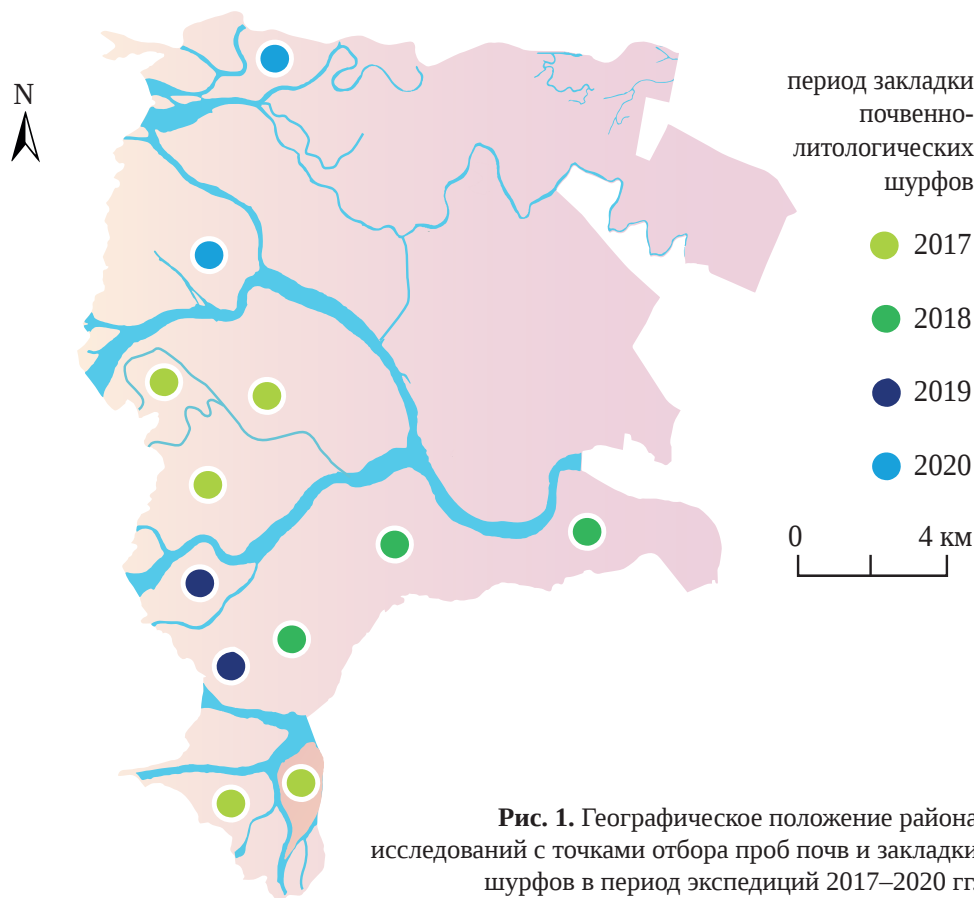 N
период закладки
почвенно-
литологических
шурфов
2017
2018
2019
2020
0 4 км
Рис. 1. Географическое положение района
исследований с точками отбора проб почв и закладки
шурфов в период экспедиций 2017–2020 гг.